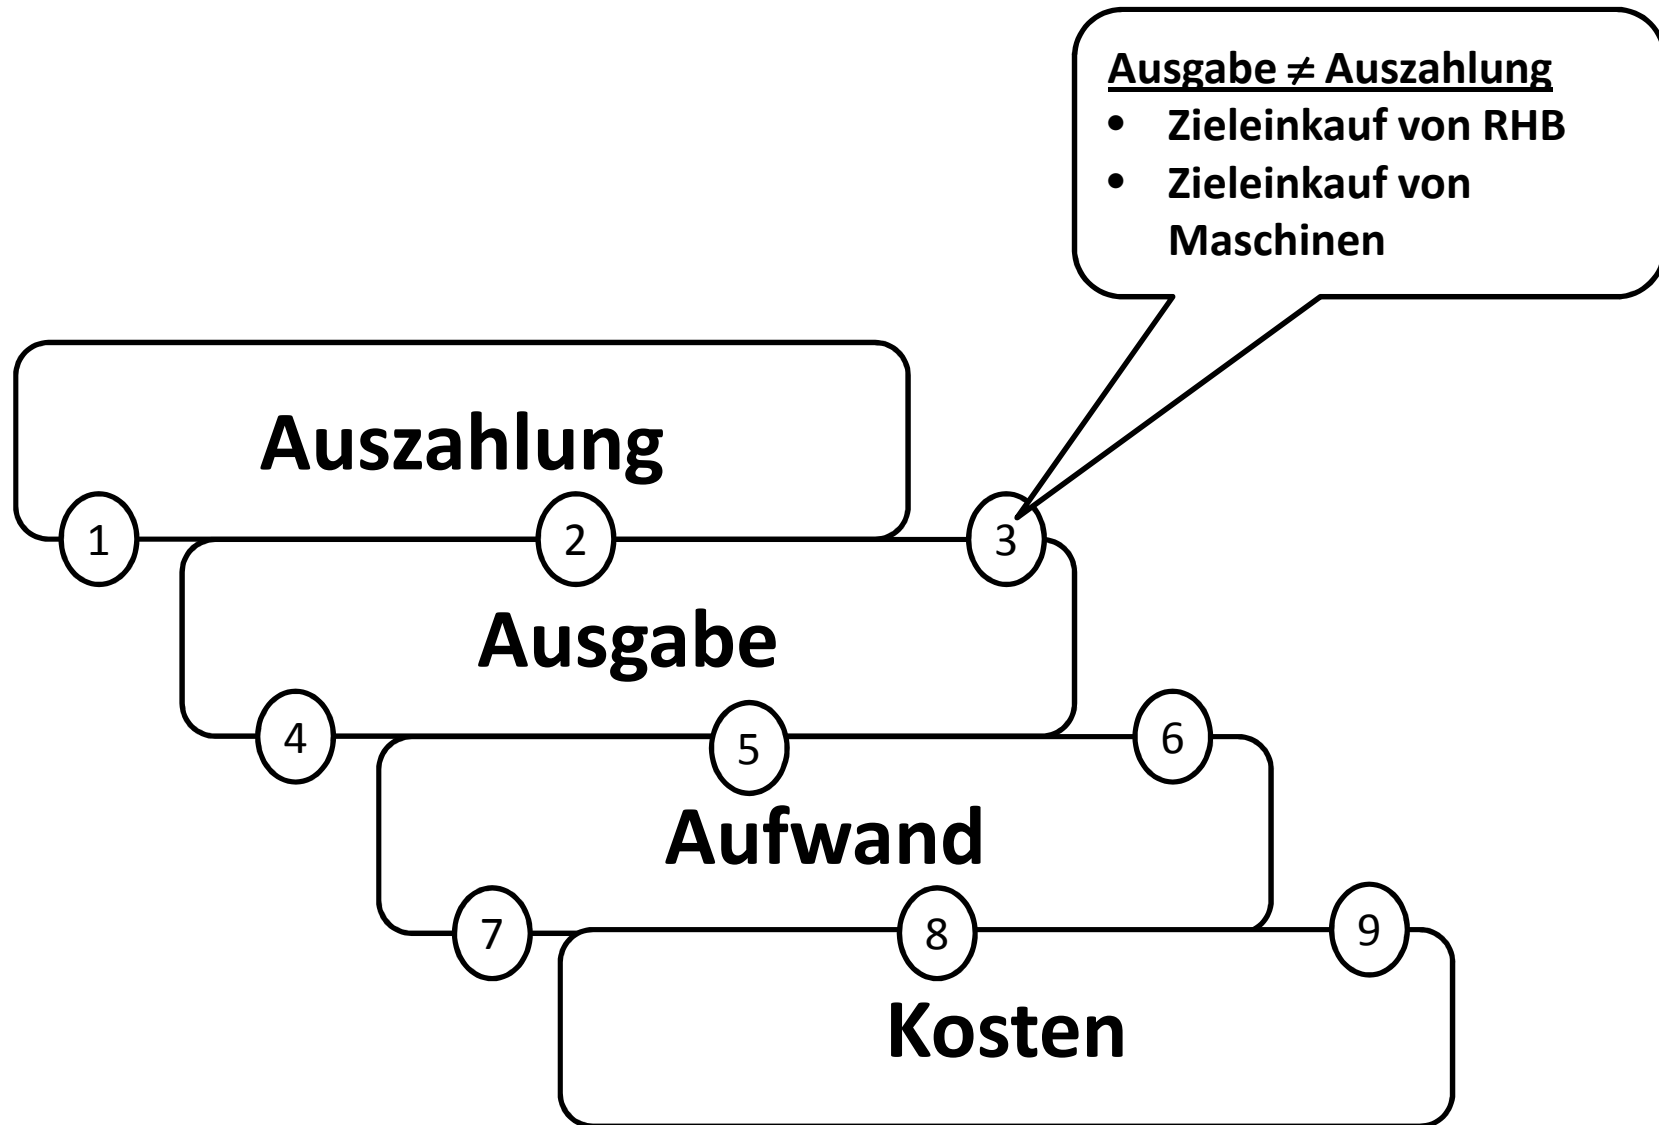 Ausgabe ≠ Auszahlung
• Zieleinkauf von RHB
• Zieleinkauf von
Maschinen
Auszahlung
1 2 3
Ausgabe
4 5 6
Aufwand
7 8 9
Kosten